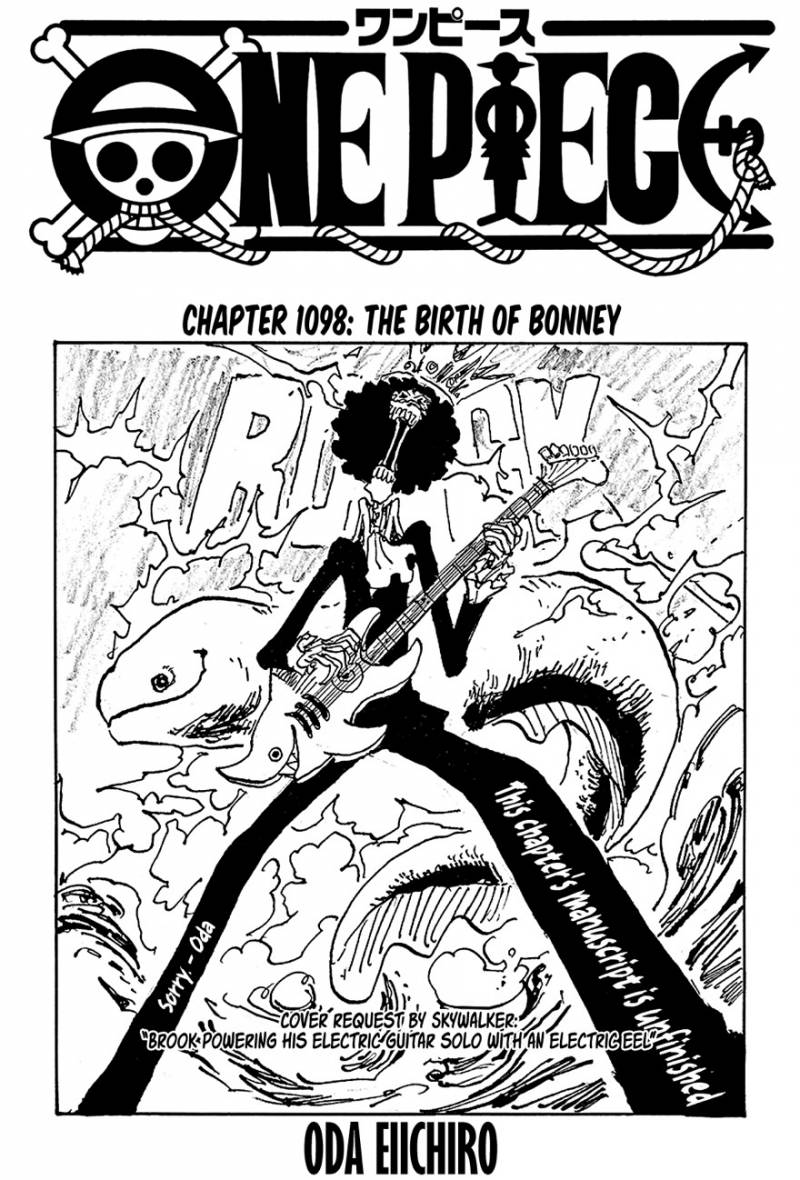 ワンピース
ONE PIECE
CHAPTER 1098: THE BIRTH OF BONNEY
This chapter's manuscript is unfinished
Sorry. - Oda
COVER REQUEST BY SKYWALKER:
"BROOK POWERING HIS ELECTRIC GUITAR SOLO WITH AN ELECTRIC EEL"
ODA EIICHIRO